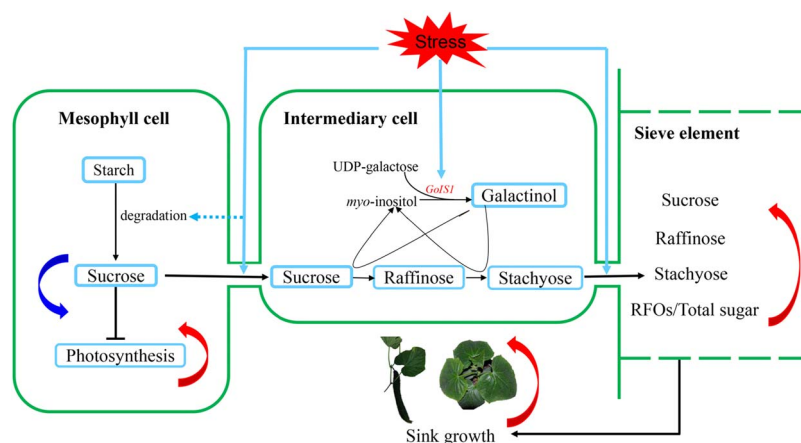 Stress
Mesophyll cell
Starch
degradation
Sucrose
Photosynthesis
Intermediary cell
UDP-galactose
myo-inositol
GolS1
Galactinol
Sucrose
Raffinose
Stachyose
Sieve element
Sucrose
Raffinose
Stachyose
RFOs/Total sugar
Sink growth